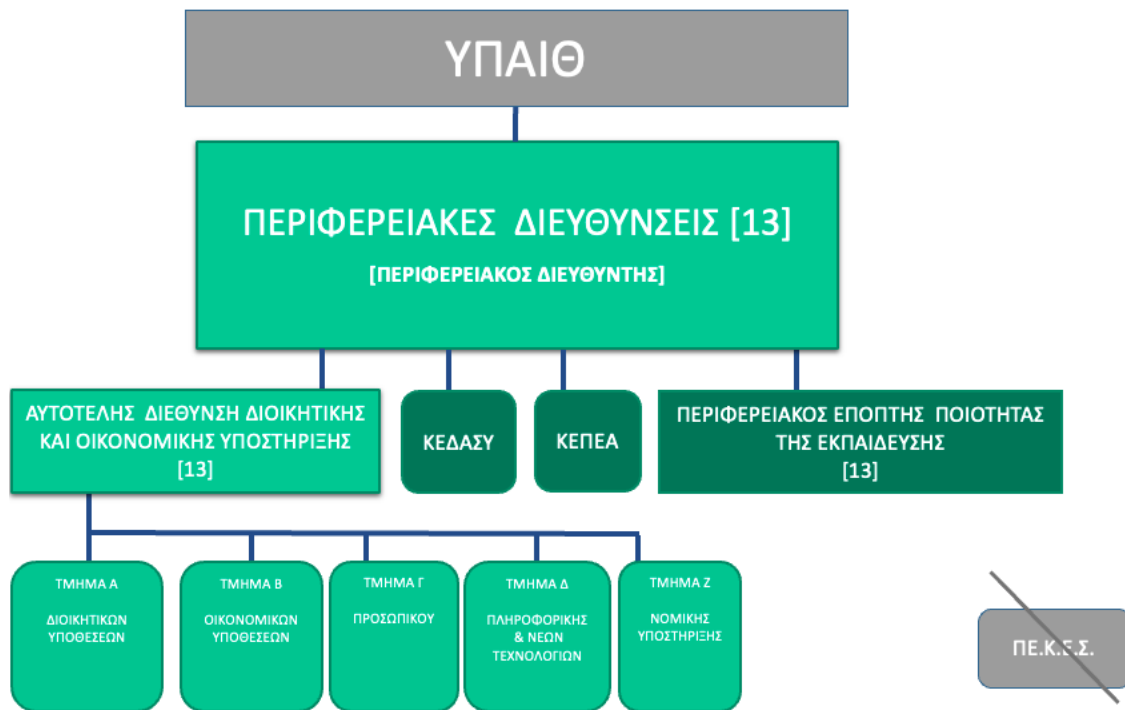 ΥΠΑΙΘ
ΠΕΡΙΦΕΡΕΙΑΚΕΣ ΔΙΕΥΘΥΝΣΕΙΣ [13]
[ΠΕΡΙΦΕΡΕΙΑΚΟΣ ΔΙΕΥΘΥΝΤΗΣ]
ΑΥΤΟΤΕΛΗΣ ΔΙΕΘΥΝΣΗ ΔΙΟΙΚΗΤΙΚΗΣ
ΚΑΙ ΟΙΚΟΝΟΜΙΚΗΣ ΥΠΟΣΤΗΡΙΞΗΣ
[13]
ΚΕΔΑΣΥ
ΚΕΠΕΑ
ΠΕΡΙΦΕΡΕΙΑΚΟΣ ΕΠΟΠΤΗΣ ΠΟΙΟΤΗΤΑΣ
ΤΗΣ ΕΚΠΑΙΔΕΥΣΗΣ
[13]
ΤΜΗΜΑ Α
ΔΙΟΙΚΗΤΙΚΩΝ
ΥΠΟΘΕΣΕΩΝ
ΤΜΗΜΑ Β
ΟΙΚΟΝΟΜΙΚΩΝ
ΥΠΟΘΕΣΕΩΝ
ΤΜΗΜΑ Γ
ΠΡΟΣΩΠΙΚΟΥ
ΤΜΗΜΑ Δ
ΠΛΗΡΟΦΟΡΙΚΗΣ
& ΝΕΩΝ
ΤΕΧΝΟΛΟΓΙΩΝ
ΤΜΗΜΑ Ζ
ΝΟΜΙΚΗΣ
ΥΠΟΣΤΗΡΙΞΗΣ
ΠΕ.Κ.Ε.Σ.